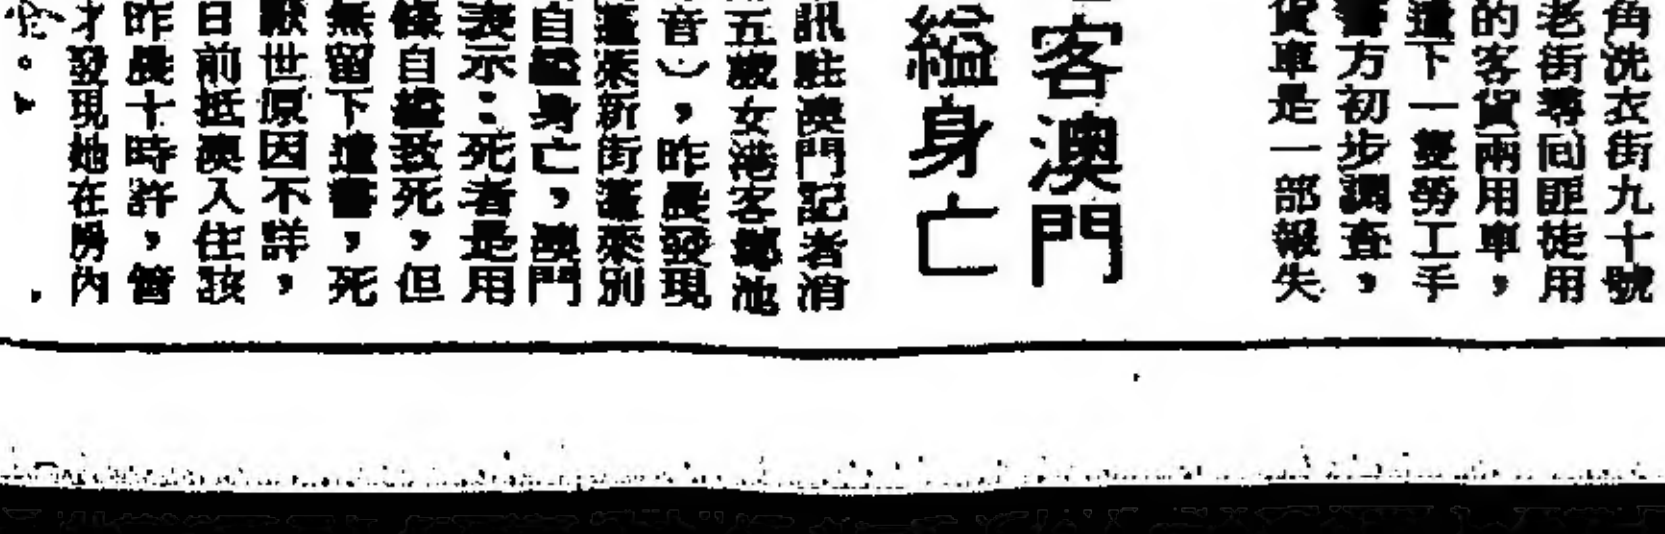 角洗衣街九十號
老街尋回匪徒用
的客貨兩用車，
遺下一雙勞工手
方初步調查，
貨車是一部報失
客澳門
縊身亡
訊駐澳門記者消
五歲女港客鄭池
音），昨晨發現
蓬萊新街蓬萊別
自縊身亡，澳門
表示：死者是用
條自縊致死，但
無留下遺書，死
厭世原因不詳，
日前抵澳入住該
昨晨十時許，管
才發現她在房內